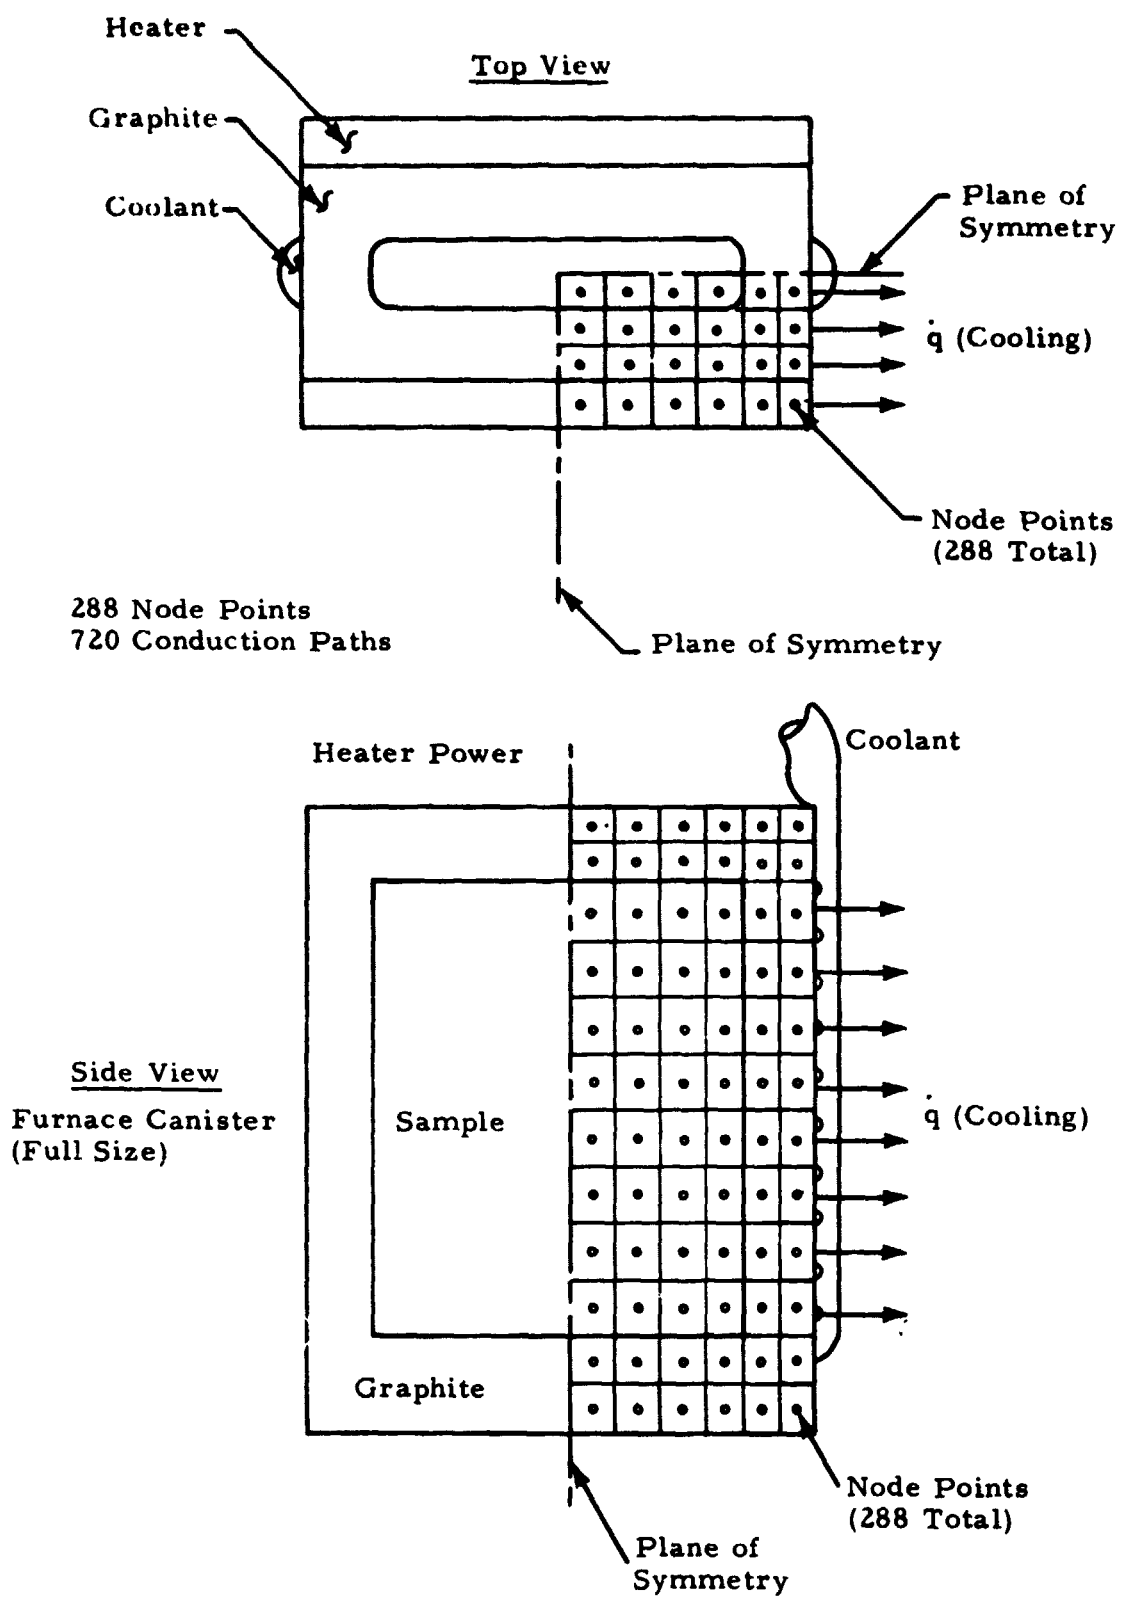 Heater
Top View
Graphite
Coolant
Plane of
Symmetry
q̇ (Cooling)
Node Points
(288 Total)
288 Node Points
720 Conduction Paths
Plane of Symmetry
Heater Power
Coolant
Side View
Furnace Canister
(Full Size)
Sample
q̇ (Cooling)
Graphite
Node Points
(288 Total)
Plane of
Symmetry